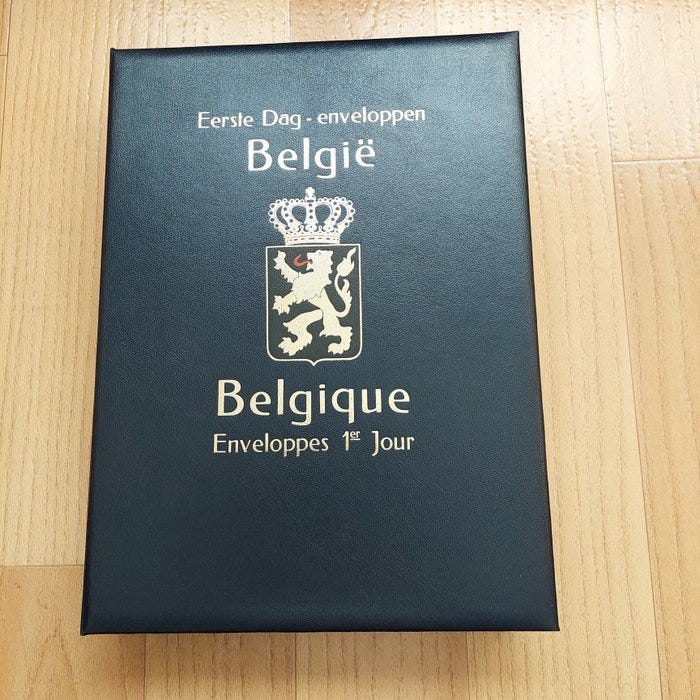 Eerste Dag - enveloppen
België
Belgique
Enveloppes 1er Jour